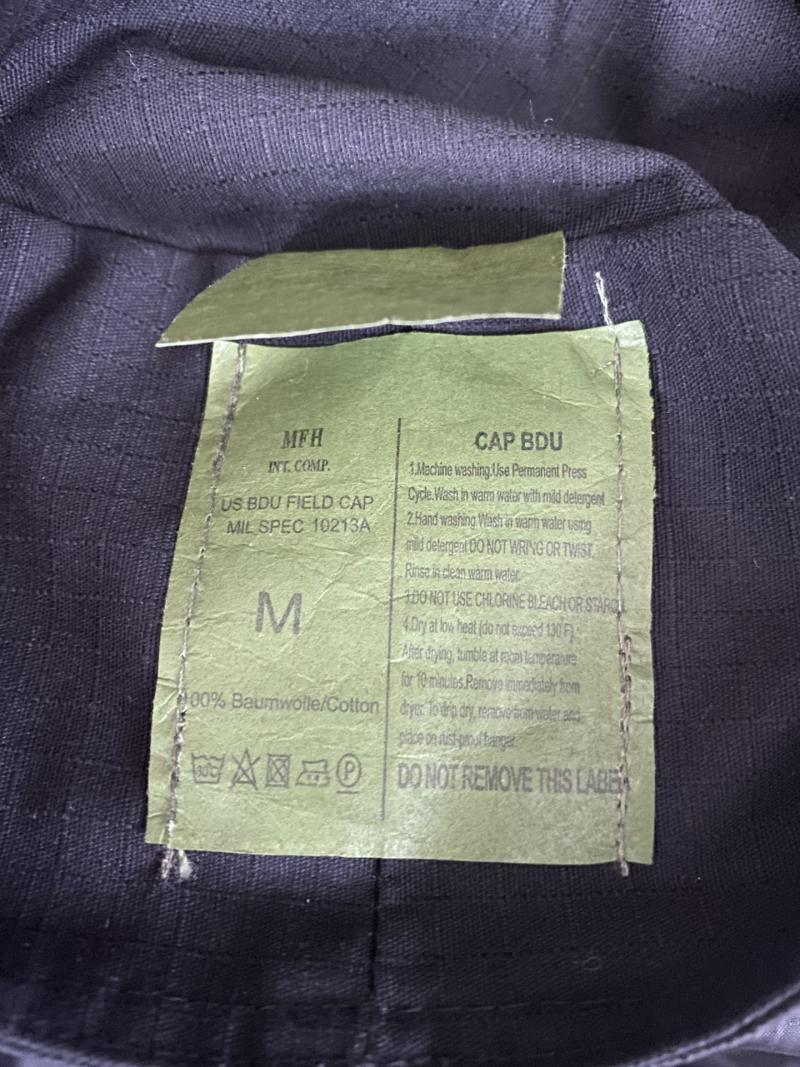 MFH
INT. COMP.
US BDU FIELD CAP
MIL SPEC 10213A
M
100% Baumwolle/Cotton
30C
P
CAP BDU
1.Machine washing.Use Permanent Press
Cycle.Wash in warm water with mild detergent
2.Hand washing Wash in warm water using
mild detergent DO NOT WRING OR TWIST.
Rinse in clean warm water.
3.DO NOT USE CHLORINE BLEACH OR STARCH
4.Dry at low heat (do not exceed 130 F).
After drying, tumble at room temperature
for 10 minutes.Remove immediately from
dryer. To drip dry, remove from water and
place on rust-proof hanger.
DO NOT REMOVE THIS LABEL